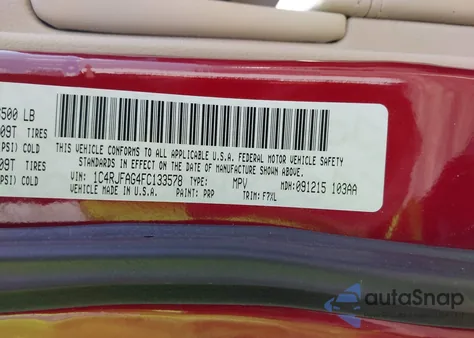 500 LB
09T TIRES
PSI) COLD
09T TIRES
PSI) COLD
THIS VEHICLE CONFORMS TO ALL APPLICABLE U.S.A. FEDERAL MOTOR VEHICLE SAFETY
STANDARDS IN EFFECT ON THE DATE OF MANUFACTURE SHOWN ABOVE.
VIN: 1C4RJFAG4FC133578 TYPE: MPV MDH: 091215 103AA
MADE IN U.S.A. PAINT: PRP TRIM: F7XL
autoSnap